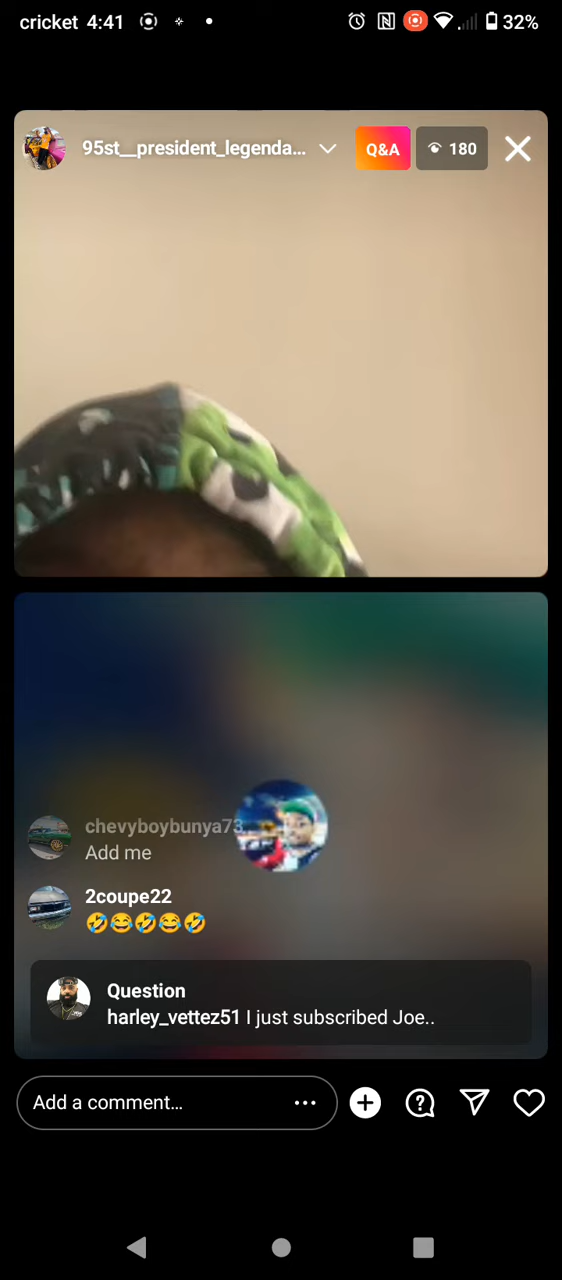 cricket 4:41 32%
95st__president_legenda... Q&A 180
chevyboybunya73..
Add me
2coupe22
🤣😂🤣😂🤣
Question
harley_vettez51 I just subscribed Joe..
Add a comment...